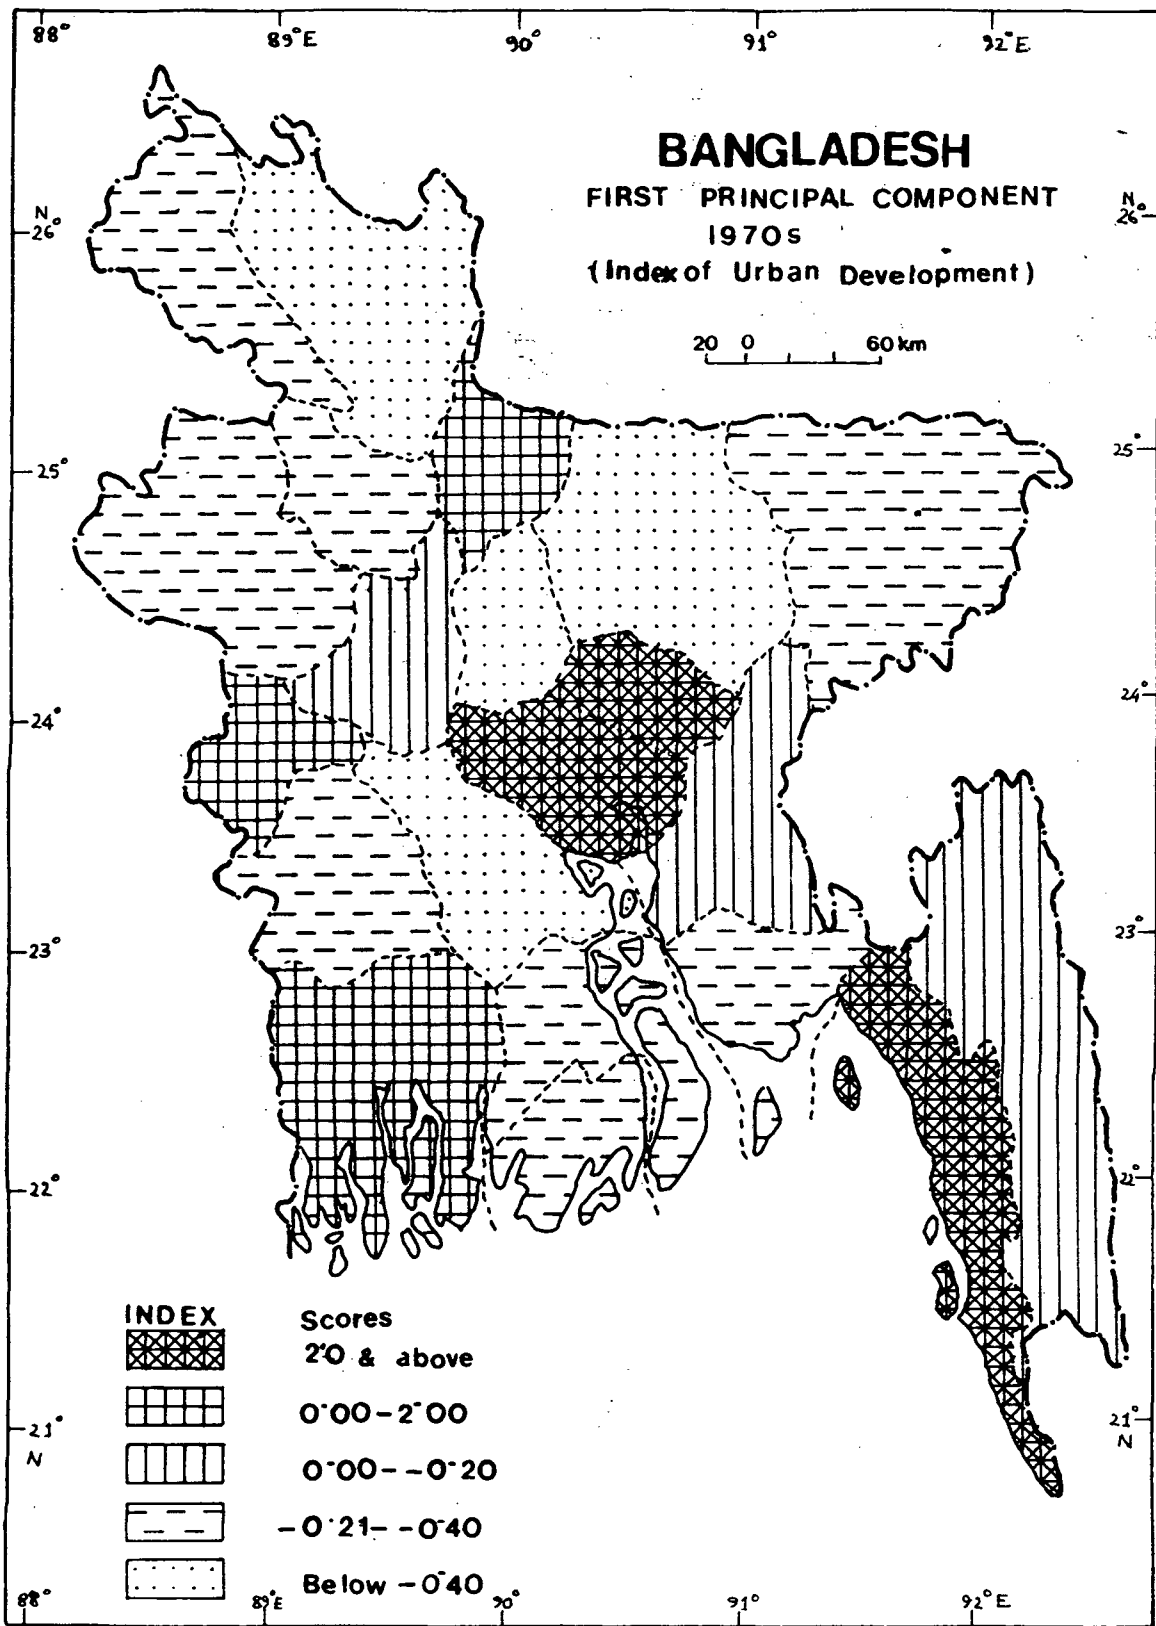 88° 89°E 90° 91° 92°E
BANGLADESH
FIRST PRINCIPAL COMPONENT
1970s
(Index of Urban Development)
20 0 60 km
N 26°
N 26°
25°
25°
24°
24°
23°
23°
22°
22°
21° N
21° N
INDEX Scores
2·0 & above
0·00-2·00
0·00--0·20
-0·21--0·40
Below -0·40
88° 89°E 90° 91° 92°E